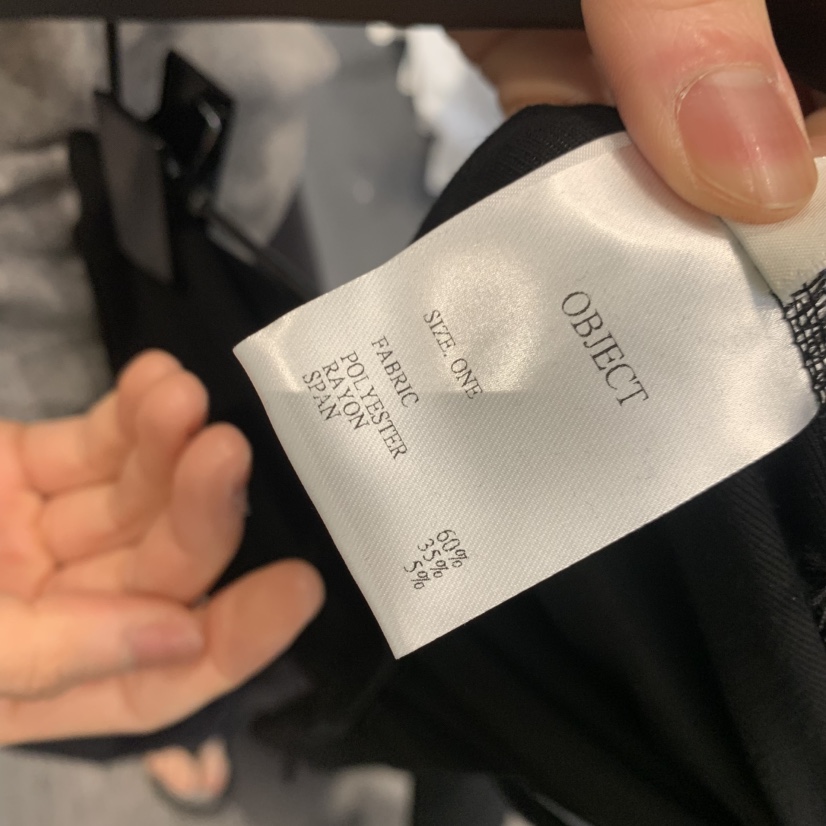 OBJECT
SIZE. ONE
FABRIC
POLYESTER 60%
RAYON 35%
SPAN 5%